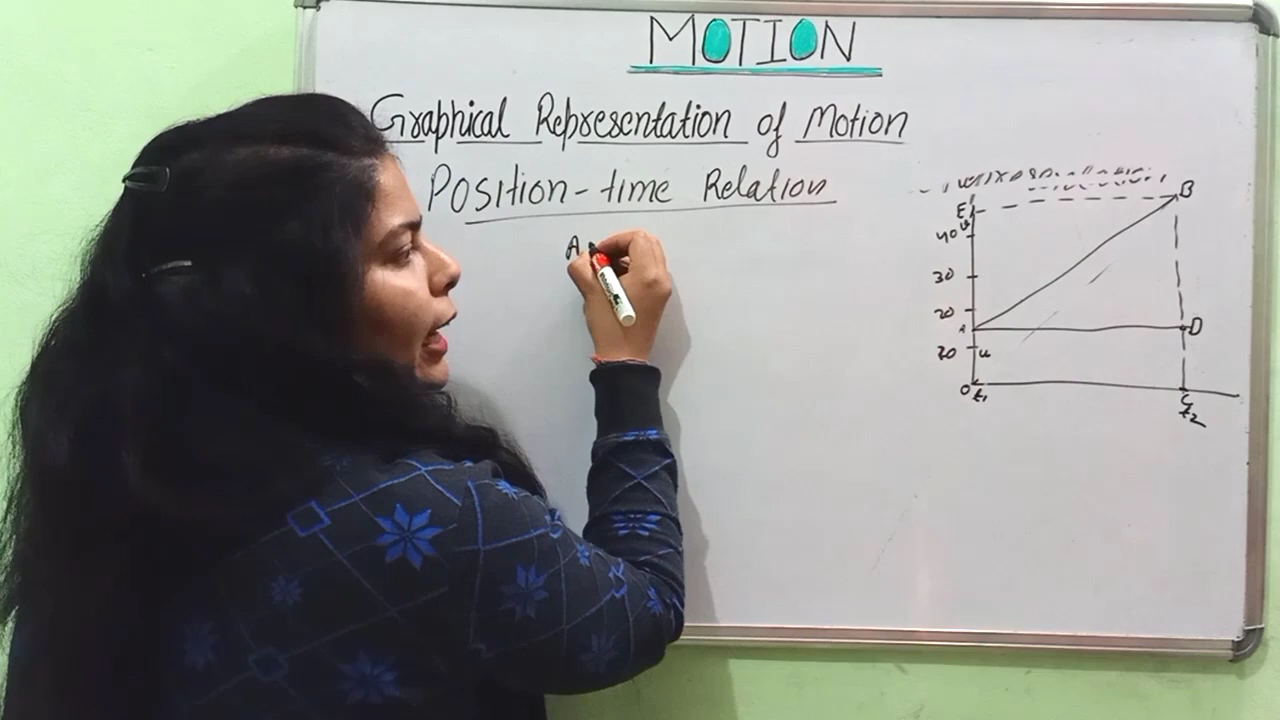 MOTION
Graphical Representation of Motion
Position-time Relation
A
E B
40 v
30
20
A D
10 u
O t1 C
t2